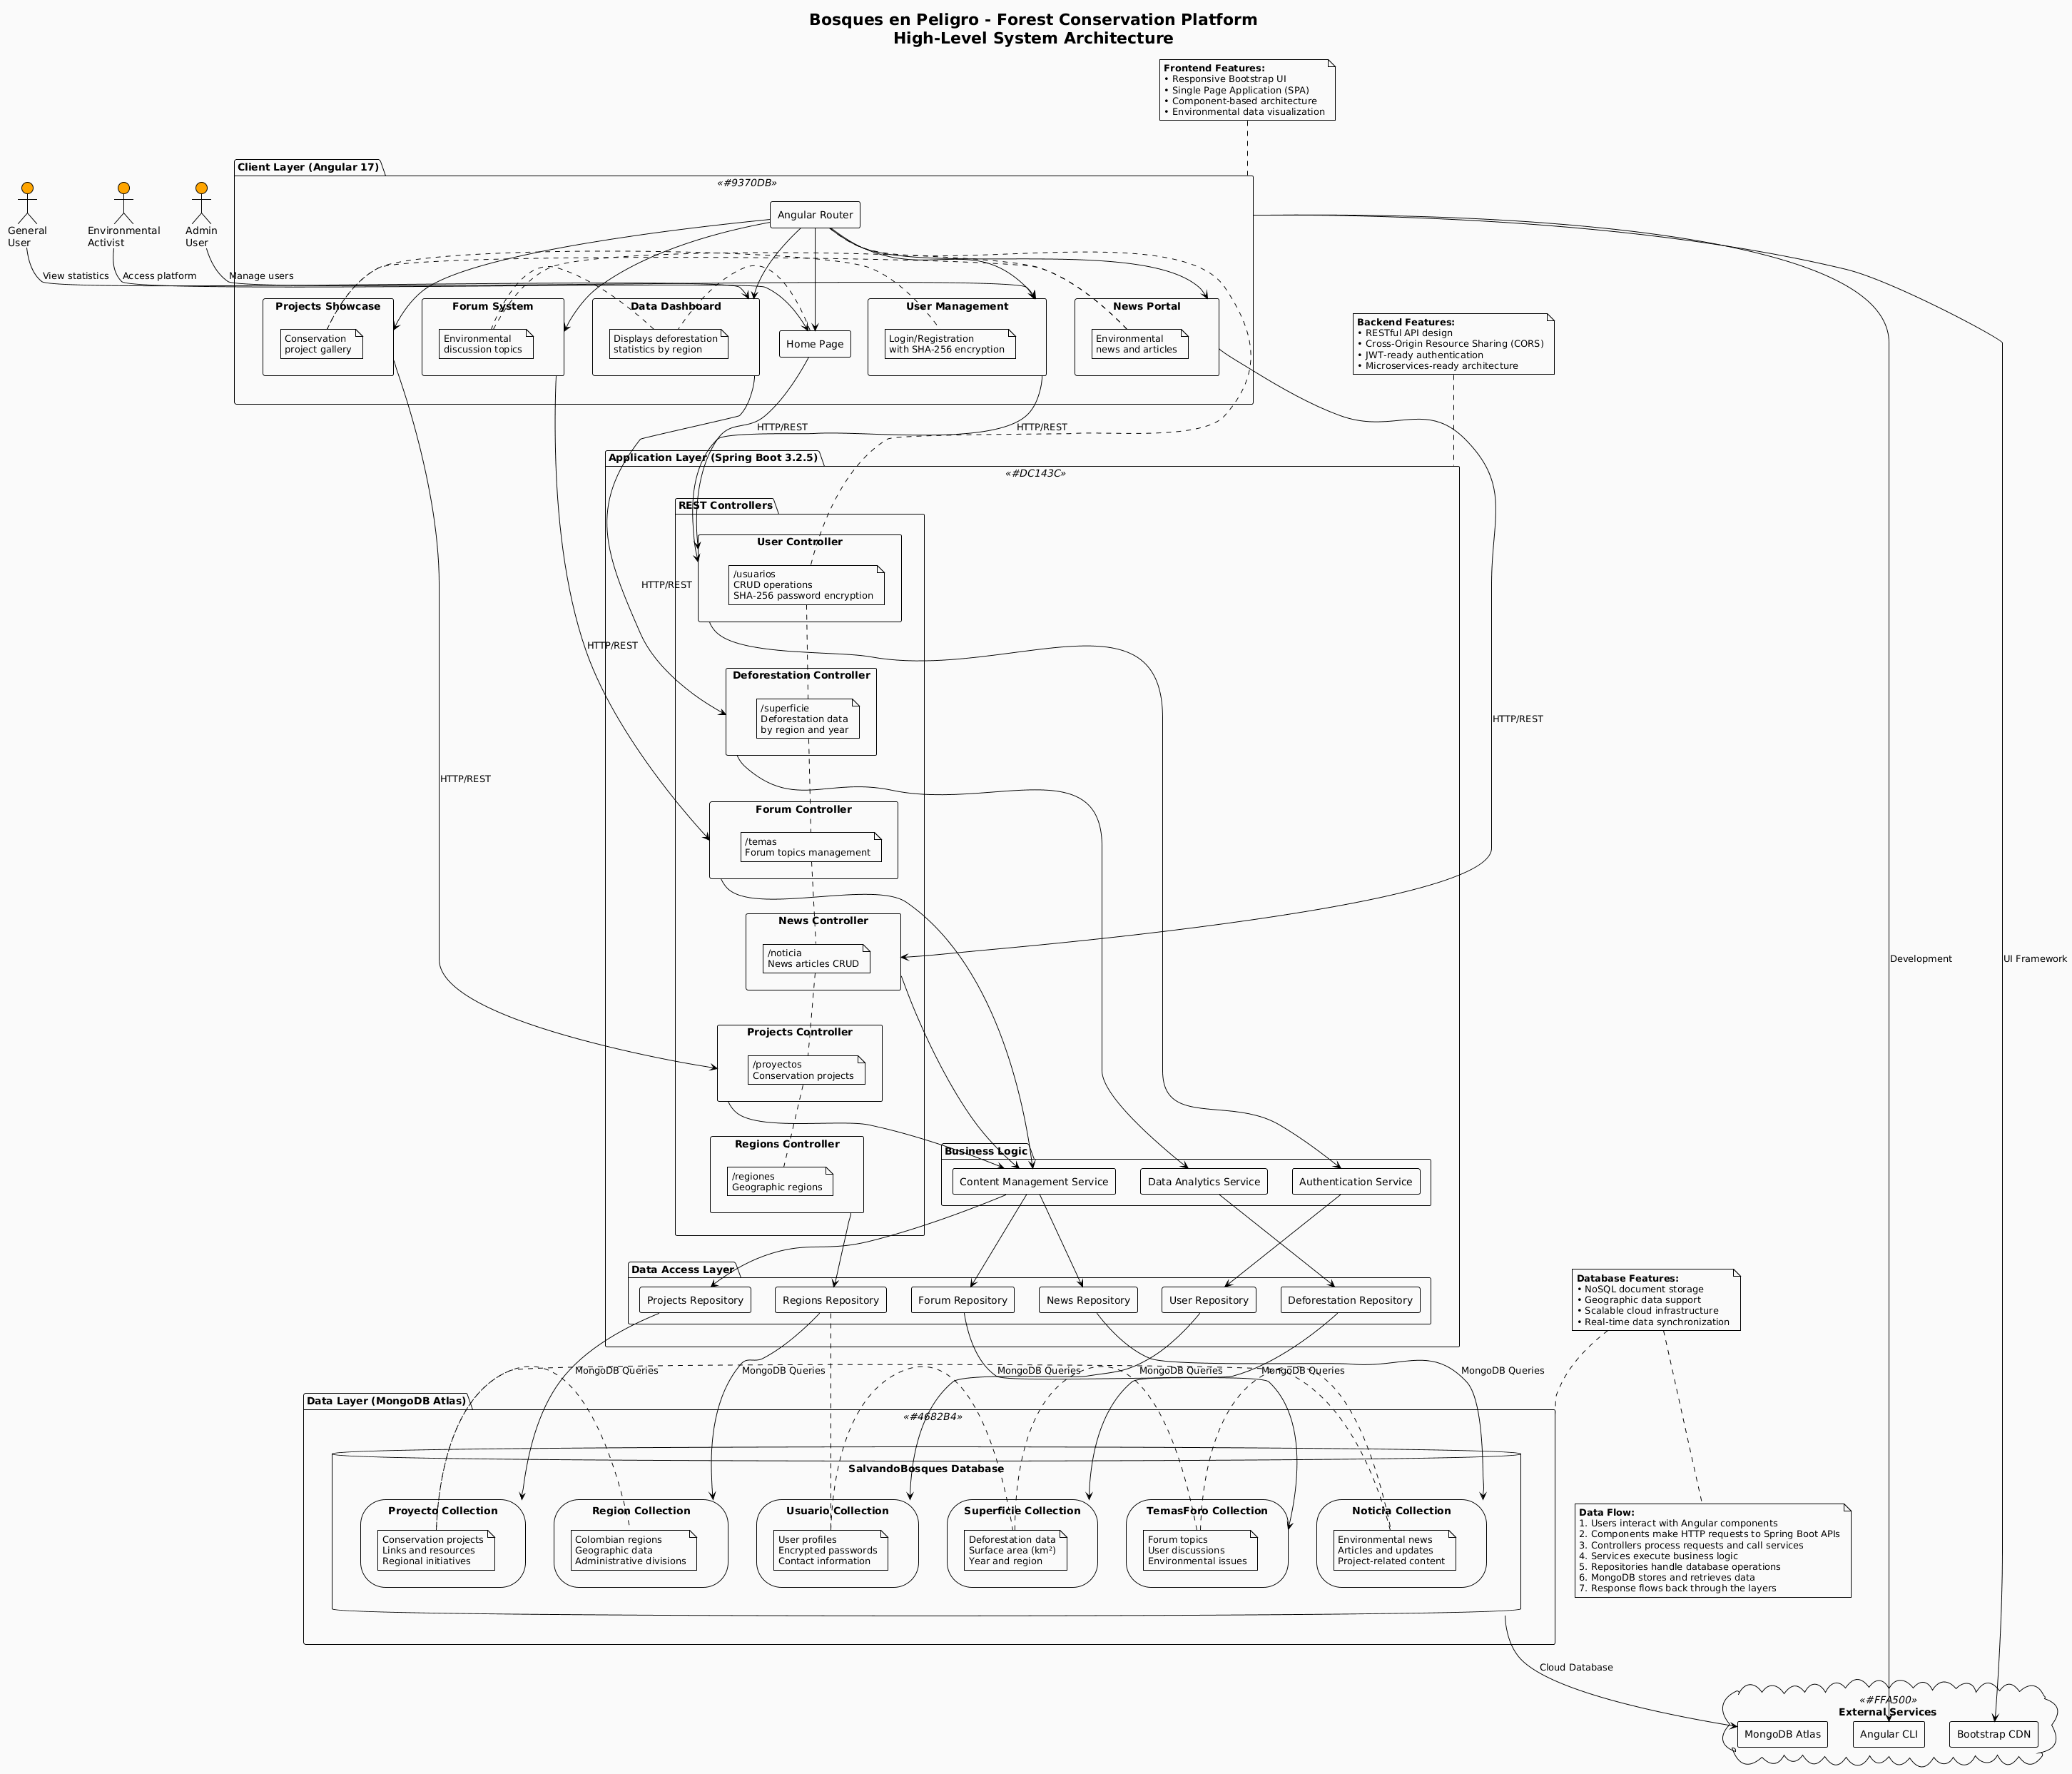 Bosques en Peligro - Forest Conservation Platform
High-Level System Architecture
Frontend Features:
• Responsive Bootstrap UI
• Single Page Application (SPA)
• Component-based architecture
• Environmental data visualization
Client Layer (Angular 17)
«#9370DB»
Angular Router
General
User
Environmental
Activist
Admin
User
View statistics
Access platform
Manage users
Projects Showcase
Conservation
project gallery
Forum System
Environmental
discussion topics
Data Dashboard
Displays deforestation
statistics by region
Home Page
User Management
Login/Registration
with SHA-256 encryption
News Portal
Environmental
news and articles
Backend Features:
• RESTful API design
• Cross-Origin Resource Sharing (CORS)
• JWT-ready authentication
• Microservices-ready architecture
HTTP/REST
HTTP/REST
Application Layer (Spring Boot 3.2.5)
«#DC143C»
REST Controllers
User Controller
/usuarios
CRUD operations
SHA-256 password encryption
HTTP/REST
HTTP/REST
Deforestation Controller
/superficie
Deforestation data
by region and year
HTTP/REST
HTTP/REST
Forum Controller
/temas
Forum topics management
News Controller
/noticia
News articles CRUD
Development
UI Framework
Projects Controller
/proyectos
Conservation projects
Regions Controller
/regiones
Geographic regions
Business Logic
Content Management Service
Data Analytics Service
Authentication Service
Data Access Layer
Projects Repository
Regions Repository
Forum Repository
News Repository
User Repository
Deforestation Repository
Database Features:
• NoSQL document storage
• Geographic data support
• Scalable cloud infrastructure
• Real-time data synchronization
MongoDB Queries
MongoDB Queries
MongoDB Queries
MongoDB Queries
MongoDB Queries
MongoDB Queries
Data Layer (MongoDB Atlas)
«#4682B4»
SalvandoBosques Database
Proyecto Collection
Conservation projects
Links and resources
Regional initiatives
Region Collection
Colombian regions
Geographic data
Administrative divisions
Usuario Collection
User profiles
Encrypted passwords
Contact information
Superficie Collection
Deforestation data
Surface area (km²)
Year and region
TemasForo Collection
Forum topics
User discussions
Environmental issues
Noticia Collection
Environmental news
Articles and updates
Project-related content
Data Flow:
1. Users interact with Angular components
2. Components make HTTP requests to Spring Boot APIs
3. Controllers process requests and call services
4. Services execute business logic
5. Repositories handle database operations
6. MongoDB stores and retrieves data
7. Response flows back through the layers
Cloud Database
«#FFA500»
External Services
MongoDB Atlas
Angular CLI
Bootstrap CDN